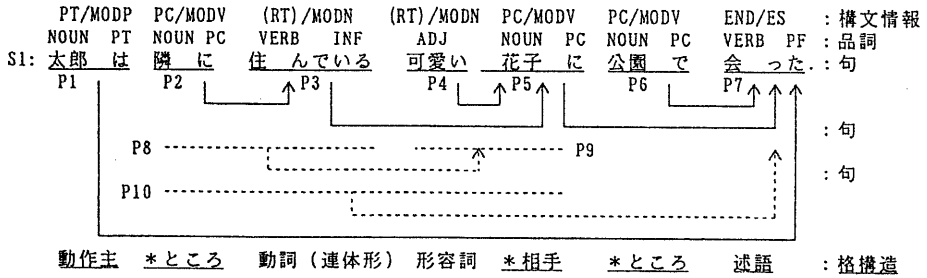 PT/MODP PC/MODV (RT)/MODN (RT)/MODN PC/MODV PC/MODV END/ES : 構文情報
NOUN PT NOUN PC VERB INF ADJ NOUN PC NOUN PC VERB PF : 品詞
S1: 太郎 は 隣 に 住 んでいる 可愛い 花子 に 公園 で 会 った. : 句
P1 P2 P3 P4 P5 P6 P7
: 句
P8 P9
: 句
P10
動作主 *ところ 動詞(連体形) 形容詞 *相手 *ところ 述語 : 格構造